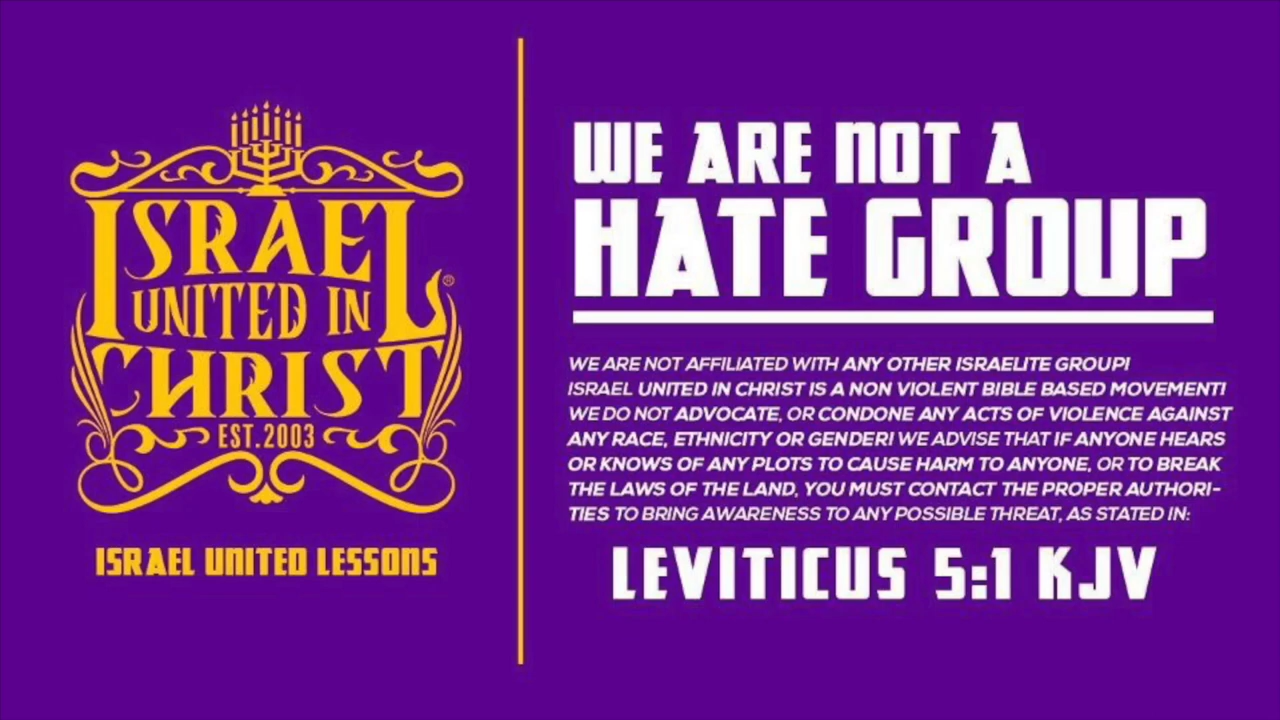 ISRAEL
UNITED IN
CHRIST
®
EST. 2003
ISRAEL UNITED LESSONS
WE ARE NOT A
HATE GROUP
WE ARE NOT AFFILIATED WITH ANY OTHER ISRAELITE GROUP!
ISRAEL UNITED IN CHRIST IS A NON VIOLENT BIBLE BASED MOVEMENT!
WE DO NOT ADVOCATE, OR CONDONE ANY ACTS OF VIOLENCE AGAINST
ANY RACE, ETHNICITY OR GENDER! WE ADVISE THAT IF ANYONE HEARS
OR KNOWS OF ANY PLOTS TO CAUSE HARM TO ANYONE, OR TO BREAK
THE LAWS OF THE LAND, YOU MUST CONTACT THE PROPER AUTHORI-
TIES TO BRING AWARENESS TO ANY POSSIBLE THREAT, AS STATED IN:
LEVITICUS 5:1 KJV